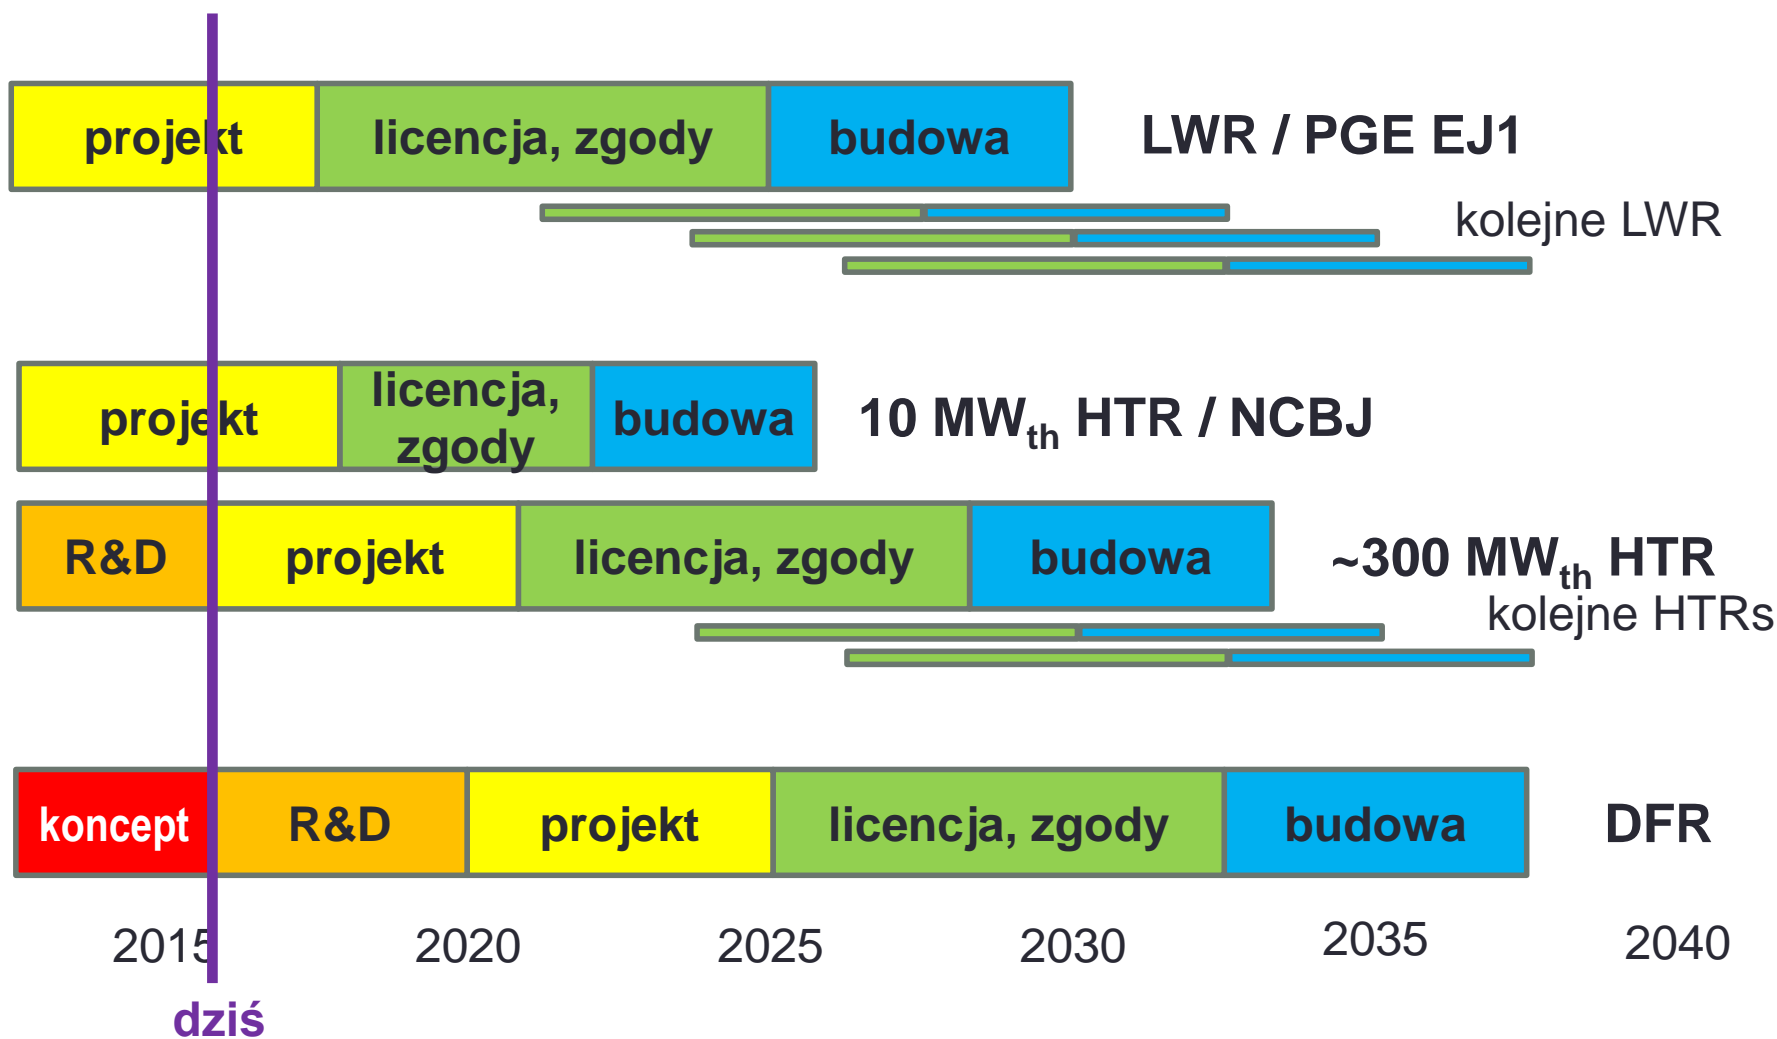 projekt licencja, zgody budowa LWR / PGE EJ1
kolejne LWR
projekt licencja, zgody budowa 10 MWth HTR / NCBJ
R&D projekt licencja, zgody budowa ~300 MWth HTR
kolejne HTRs
koncept R&D projekt licencja, zgody budowa DFR
2015 2020 2025 2030 2035 2040
dziś